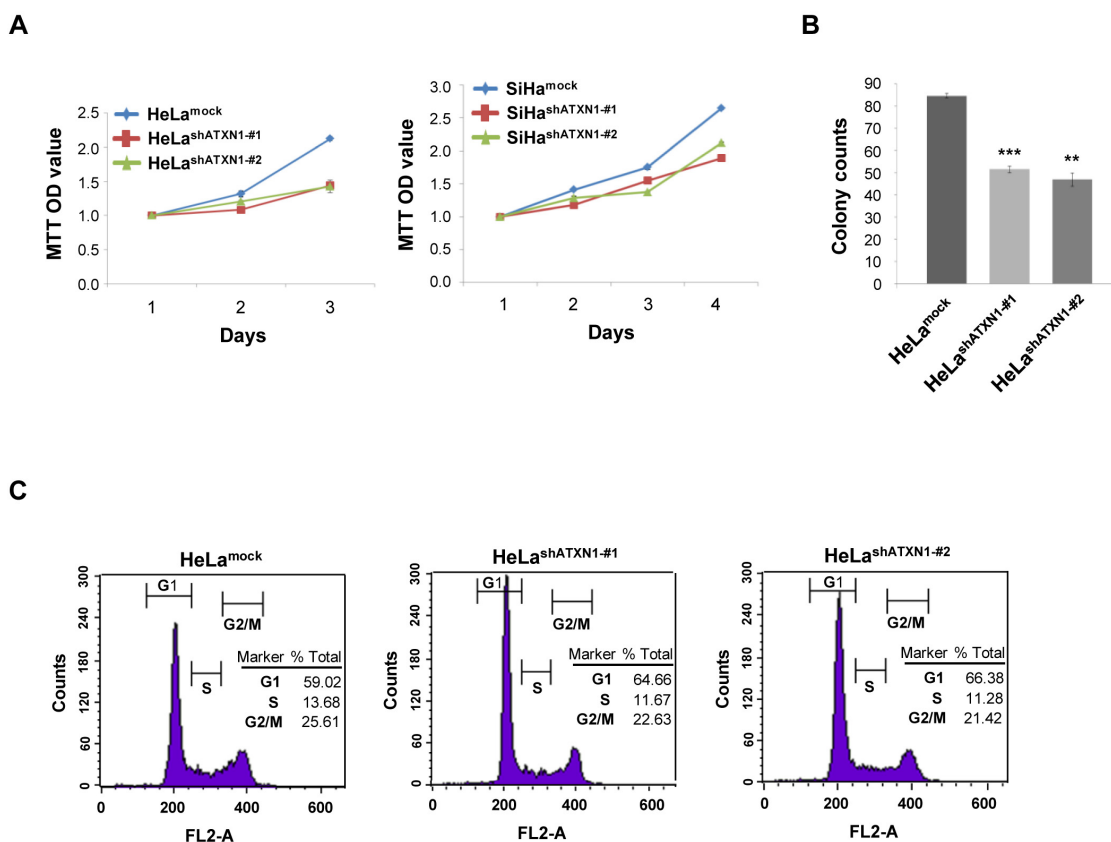 A
B
HeLamock
HeLashATXN1-#1
HeLashATXN1-#2
MTT OD value
2.5
2.0
1.5
1.0
0.5
0.0
1 2 3
Days
SiHamock
SiHashATXN1-#1
SiHashATXN1-#2
MTT OD value
3.0
2.5
2.0
1.5
1.0
0.5
0.0
1 2 3 4
Days
Colony counts
90
80
70
60
50
40
30
20
10
0
*** **
HeLamock
HeLashATXN1-#1
HeLashATXN1-#2
C
HeLamock
Counts
300
240
180
120
60
0
G1
G2/M
S
Marker % Total
G1 59.02
S 13.68
G2/M 25.61
0 200 400 600
FL2-A
HeLashATXN1-#1
Counts
300
240
180
120
60
0
G1
G2/M
S
Marker % Total
G1 64.66
S 11.67
G2/M 22.63
0 200 400 600
FL2-A
HeLashATXN1-#2
Counts
300
240
180
120
60
0
G1
G2/M
S
Marker % Total
G1 66.38
S 11.28
G2/M 21.42
0 200 400 600
FL2-A